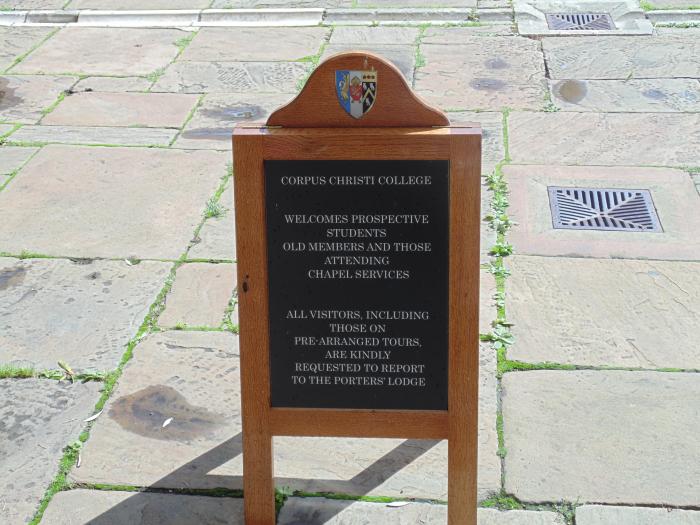 CORPUS CHRISTI COLLEGE
WELCOMES PROSPECTIVE
STUDENTS
OLD MEMBERS AND THOSE
ATTENDING
CHAPEL SERVICES
ALL VISITORS, INCLUDING
THOSE ON
PRE-ARRANGED TOURS,
ARE KINDLY
REQUESTED TO REPORT
TO THE PORTERS' LODGE